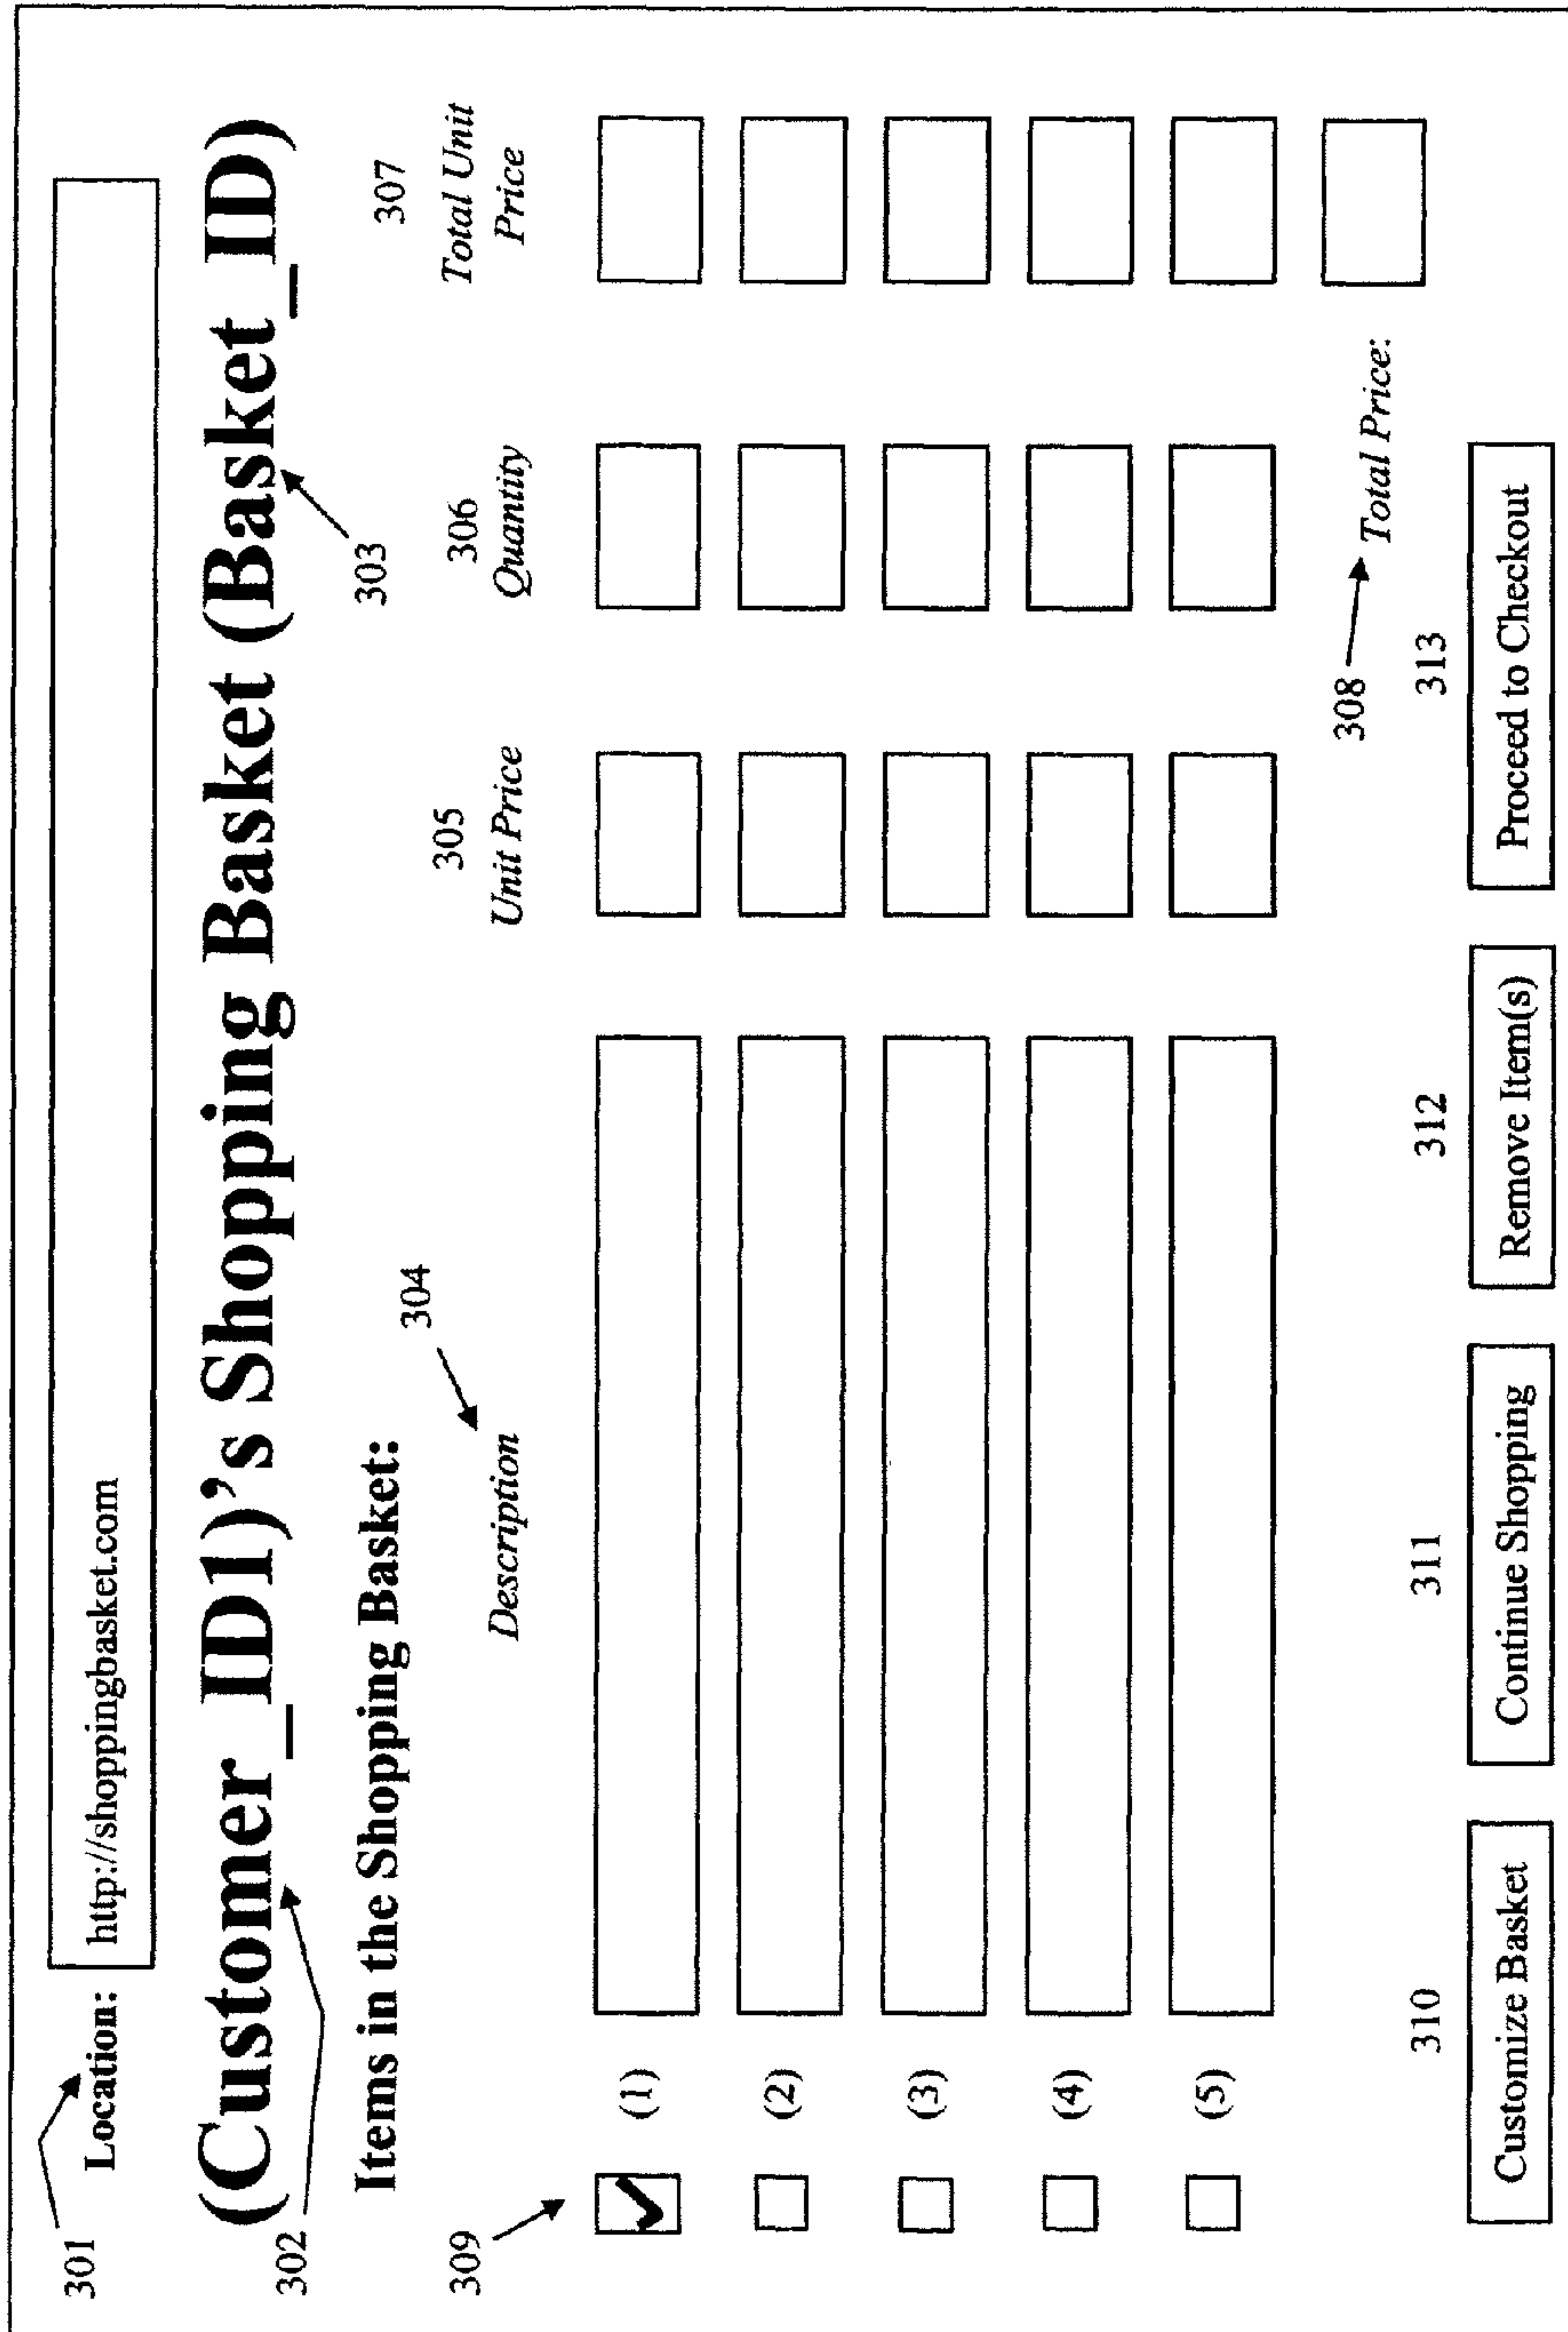 301
Location: http://shoppingbasket.com
(Customer_ID1)'s Shopping Basket (Basket_ID)
302
303
Items in the Shopping Basket:
304
305
306
307
Description
Unit Price
Quantity
Total Unit
Price
309
(1)
(2)
(3)
(4)
(5)
308
Total Price:
310
311
312
313
Customize Basket
Continue Shopping
Remove Item(s)
Proceed to Checkout